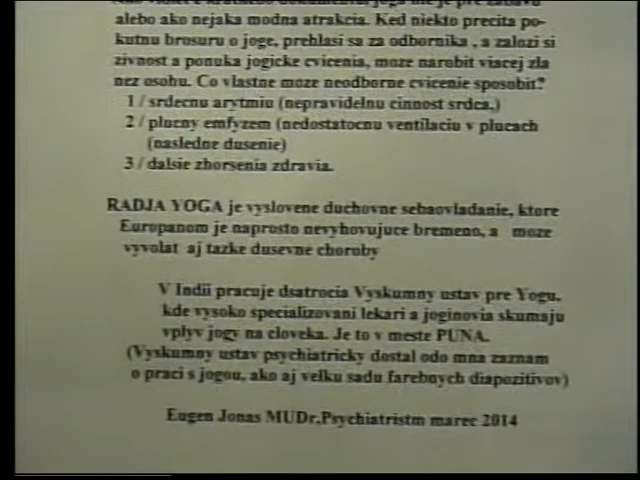 alebo ako nejaka modna atrakcia. Ked niekto precita po-
kutnu brosuru o joge, prehlasi sa za odbornika , a zalozi si
zivnost a ponuka jogicke cvicenia, moze narobit viacej zla
nez osohu. Co vlastne moze neodborne cvicenie sposobit?
1 / srdecnu arytmiu (nepravidelnu cinnost srdca,)
2 / plucny emfyzem (nedostatocnu ventilaciu v plucach
(nasledne dusenie)
3 / dalsie zhorsenia zdravia.
RADJA YOGA je vyslovene duchovne sebaovladanie, ktore
Europanom je naprosto nevyhovujuce bremeno, a moze
vyvolat aj tazke dusevne choroby
V Indii pracuje dsatrocia Vyskumny ustav pre Yogu,
kde vysoko specializovani lekari a joginovia skumaju
vplyv jogy na cloveka. Je to v meste PUNA.
(Vyskumny ustav psychiatricky dostal odo mna zaznam
o praci s jogou, ako aj velku sadu farebnych diapozitivov)
Eugen Jonas MUDr.Psychiatristm marec 2014